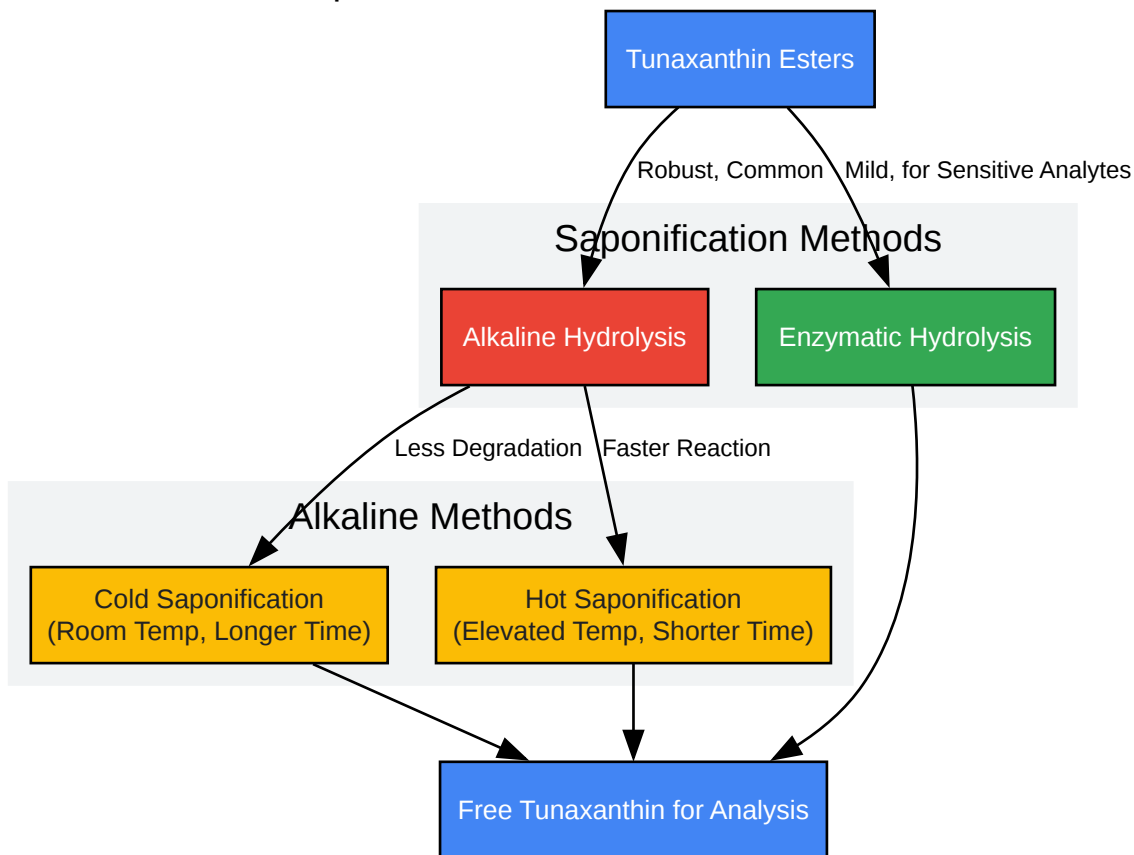 Tunaxanthin Esters
Robust, Common
Mild, for Sensitive Analytes
Saponification Methods
Alkaline Hydrolysis
Enzymatic Hydrolysis
Less Degradation
Faster Reaction
Alkaline Methods
Cold Saponification
(Room Temp, Longer Time)
Hot Saponification
(Elevated Temp, Shorter Time)
Free Tunaxanthin for Analysis